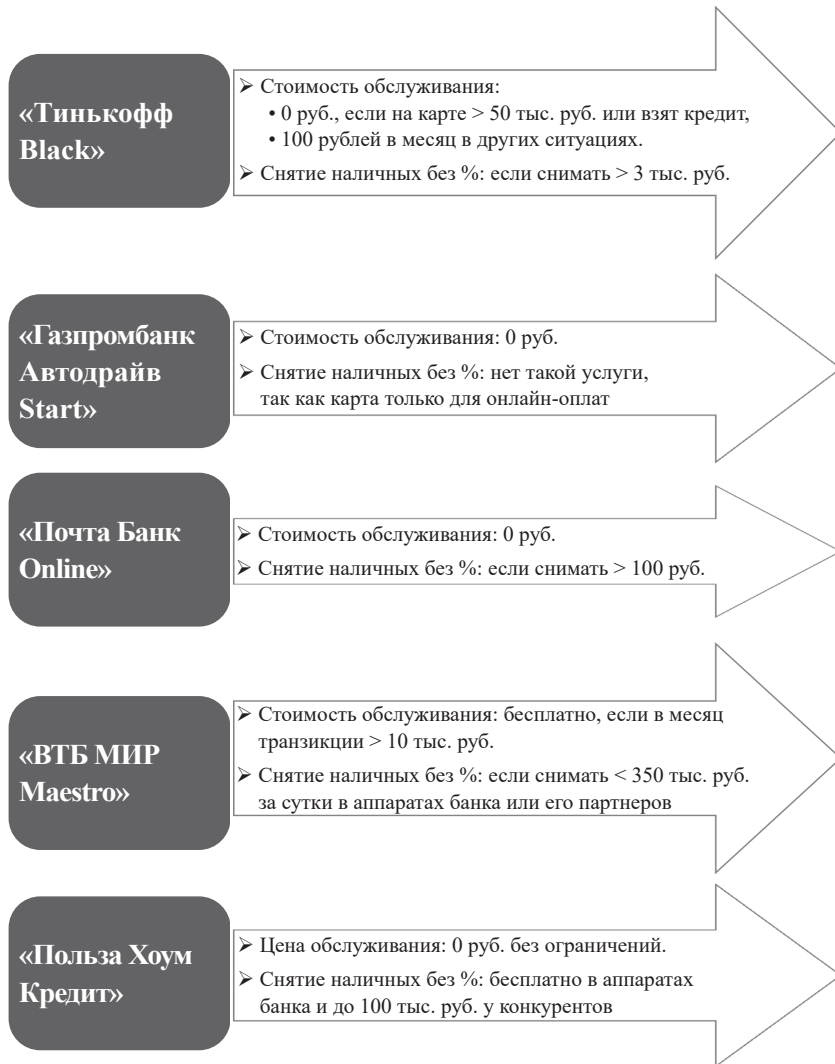 «Тинькофф
Black»
➢ Стоимость обслуживания:
• 0 руб., если на карте > 50 тыс. руб. или взят кредит,
• 100 рублей в месяц в других ситуациях.
➢ Снятие наличных без %: если снимать > 3 тыс. руб.
«Газпромбанк
Автодрайв
Start»
➢ Стоимость обслуживания: 0 руб.
➢ Снятие наличных без %: нет такой услуги,
так как карта только для онлайн-оплат
«Почта Банк
Online»
➢ Стоимость обслуживания: 0 руб.
➢ Снятие наличных без %: если снимать > 100 руб.
«ВТБ МИР
Maestro»
➢ Стоимость обслуживания: бесплатно, если в месяц
транзикции > 10 тыс. руб.
➢ Снятие наличных без %: если снимать < 350 тыс. руб.
за сутки в аппаратах банка или его партнеров
«Польза Хоум
Кредит»
➢ Цена обслуживания: 0 руб. без ограничений.
➢ Снятие наличных без %: бесплатно в аппаратах
банка и до 100 тыс. руб. у конкурентов